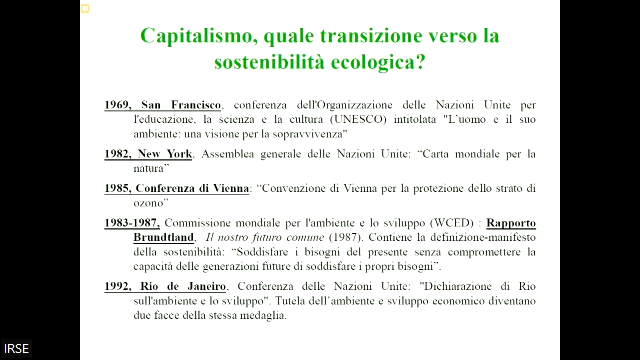 Capitalismo, quale transizione verso la
sostenibilità ecologica?
1969, San Francisco, conferenza dell'Organizzazione delle Nazioni Unite per
l'educazione, la scienza e la cultura (UNESCO) intitolata "L'uomo e il suo
ambiente: una visione per la sopravvivenza"
1982, New York, Assemblea generale delle Nazioni Unite: “Carta mondiale per la
natura”
1985, Conferenza di Vienna: “Convenzione di Vienna per la protezione dello strato di
ozono”
1983-1987, Commissione mondiale per l'ambiente e lo sviluppo (WCED) : Rapporto
Brundtland, Il nostro futuro comune (1987). Contiene la definizione-manifesto
della sostenibilità: “Soddisfare i bisogni del presente senza compromettere la
capacità delle generazioni future di soddisfare i propri bisogni”.
1992, Rio de Janeiro, Conferenza delle Nazioni Unite: "Dichiarazione di Rio
sull'ambiente e lo sviluppo". Tutela dell’ambiente e sviluppo economico diventano
due facce della stessa medaglia.
IRSE